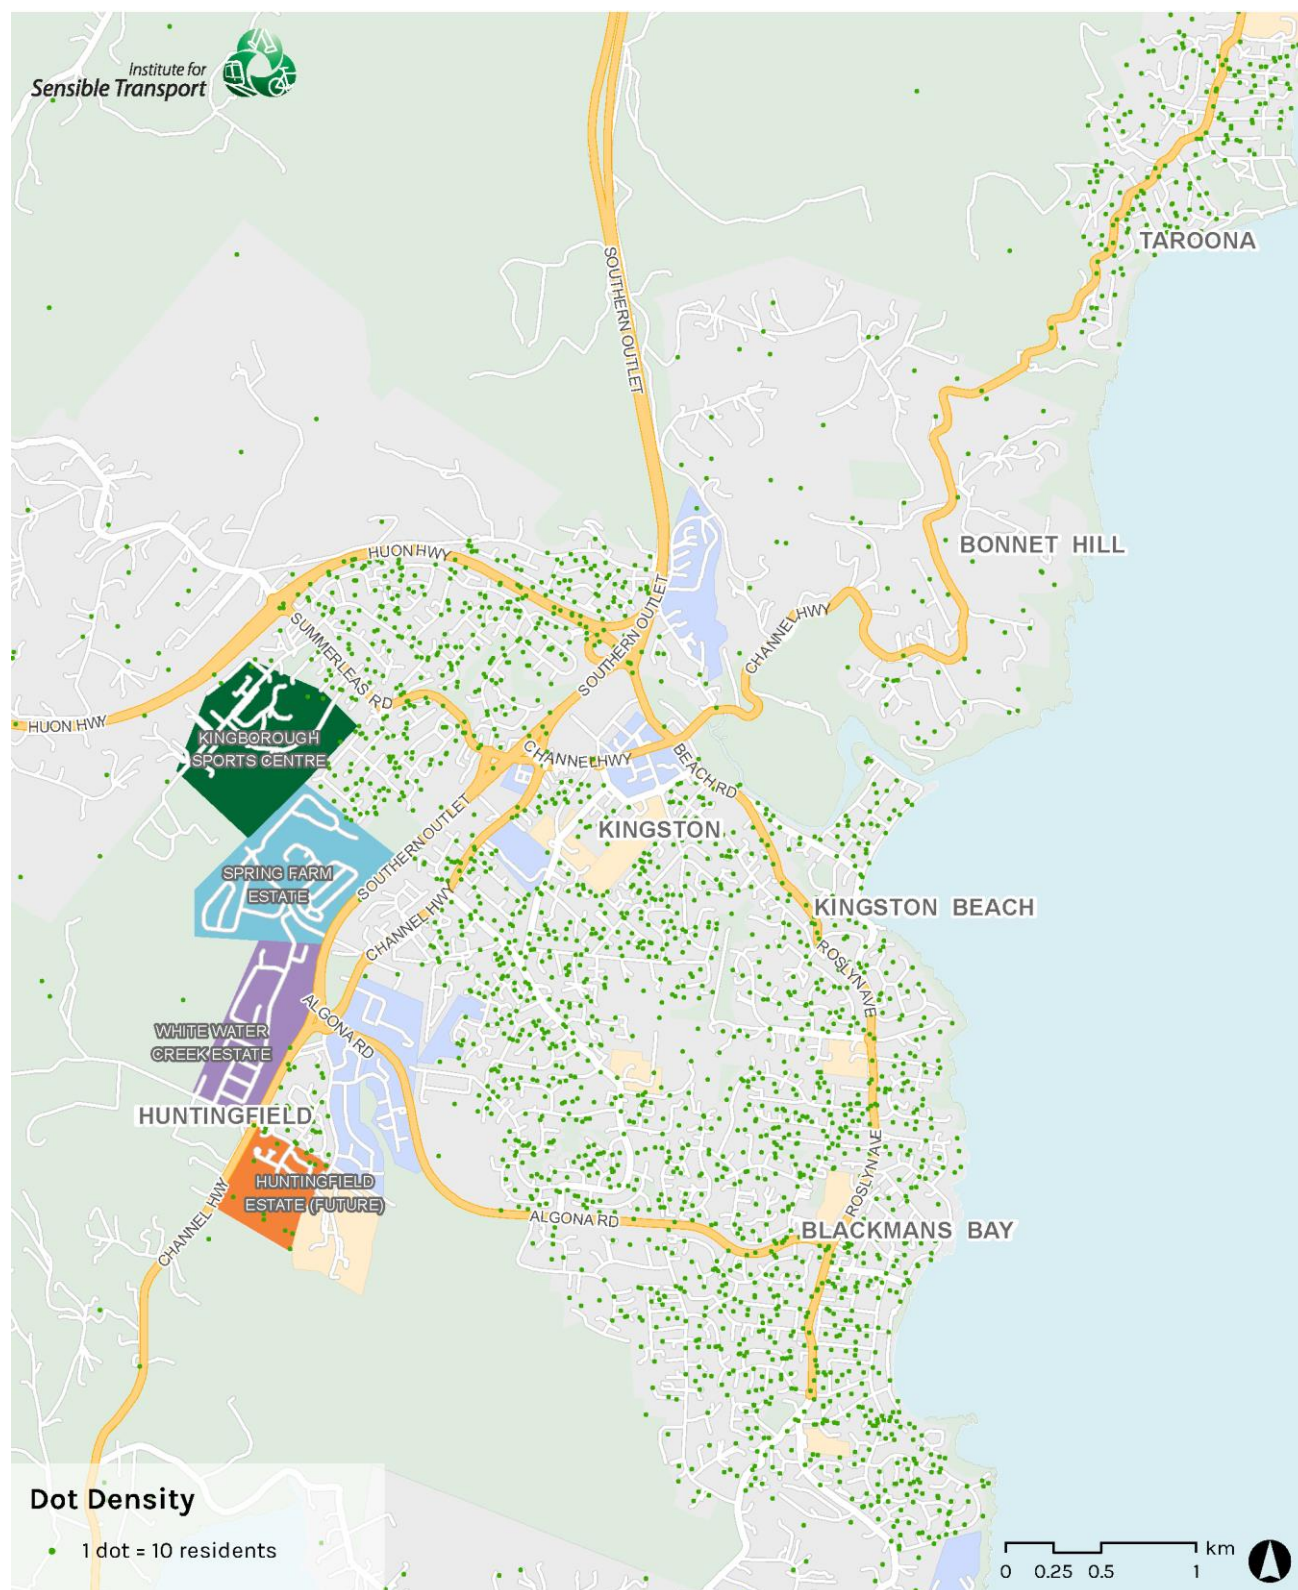 Institute for
Sensible Transport
TAROONA
SOUTHERN OUTLET
SOUTHERN OUTLET
BONNET HILL
HUON HWY
SOUTHERN OUTLET
CHANNEL HWY
SUMMERLEAS RD
HUON HWY
KINGBOROUGH
SPORTS CENTRE
CHANNEL HWY
BEACH RD
KINGSTON
SOUTHERN OUTLET
SPRING FARM
ESTATE
CHANNEL HWY
KINGSTON BEACH
ROSLYN AVE
WHITE WATER
CREEK ESTATE
ALGONA RD
HUNTINGFIELD
HUNTINGFIELD
ESTATE (FUTURE)
CHANNEL HWY
ROSLYN AVE
ALGONA RD
BLACKMANS BAY
Dot Density
1 dot = 10 residents
km
0 0.25 0.5 1